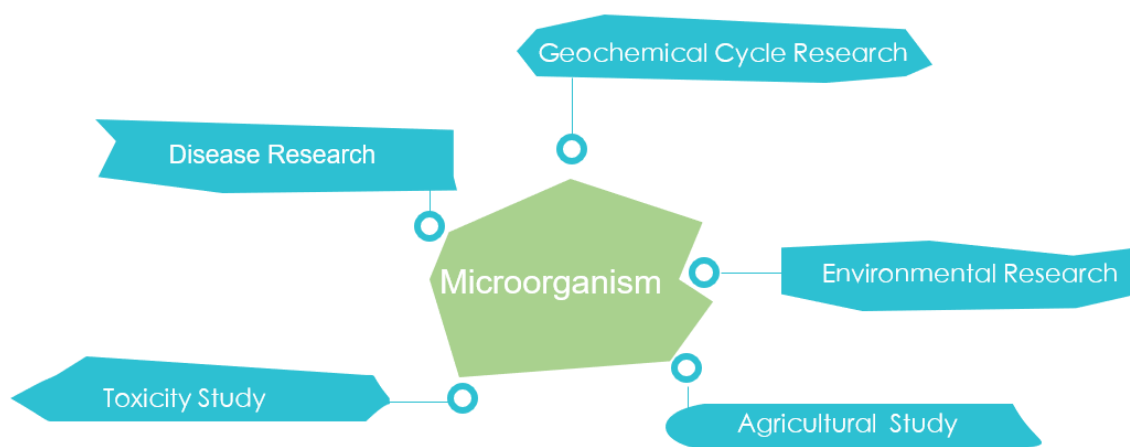 Geochemical Cycle Research
Disease Research
Microorganism
Environmental Research
Toxicity Study
Agricultural Study